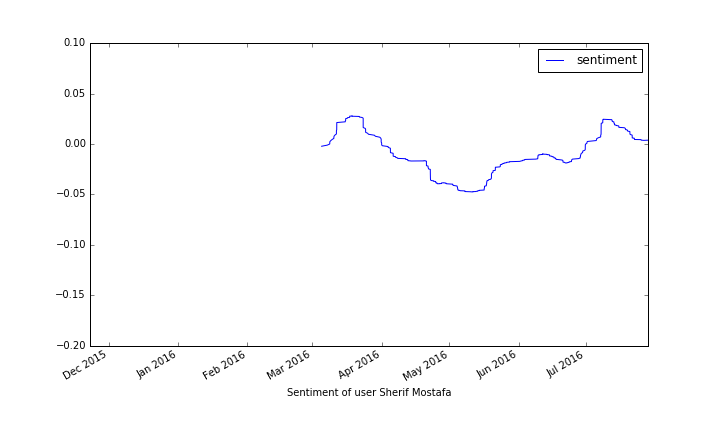 sentiment
0.10
0.05
0.00
−0.05
−0.10
−0.15
−0.20
Dec 2015
Jan 2016
Feb 2016
Mar 2016
Apr 2016
May 2016
Jun 2016
Jul 2016
Sentiment of user Sherif Mostafa